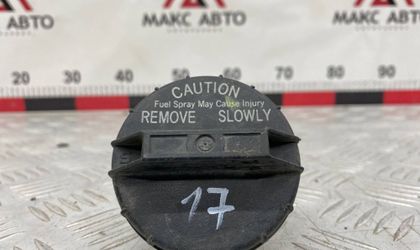 МАКС АВТО
МАКС АВТО
20 30 40 50 70 80 90
CAUTION
Fuel Spray May Cause Injury
REMOVE SLOWLY
17